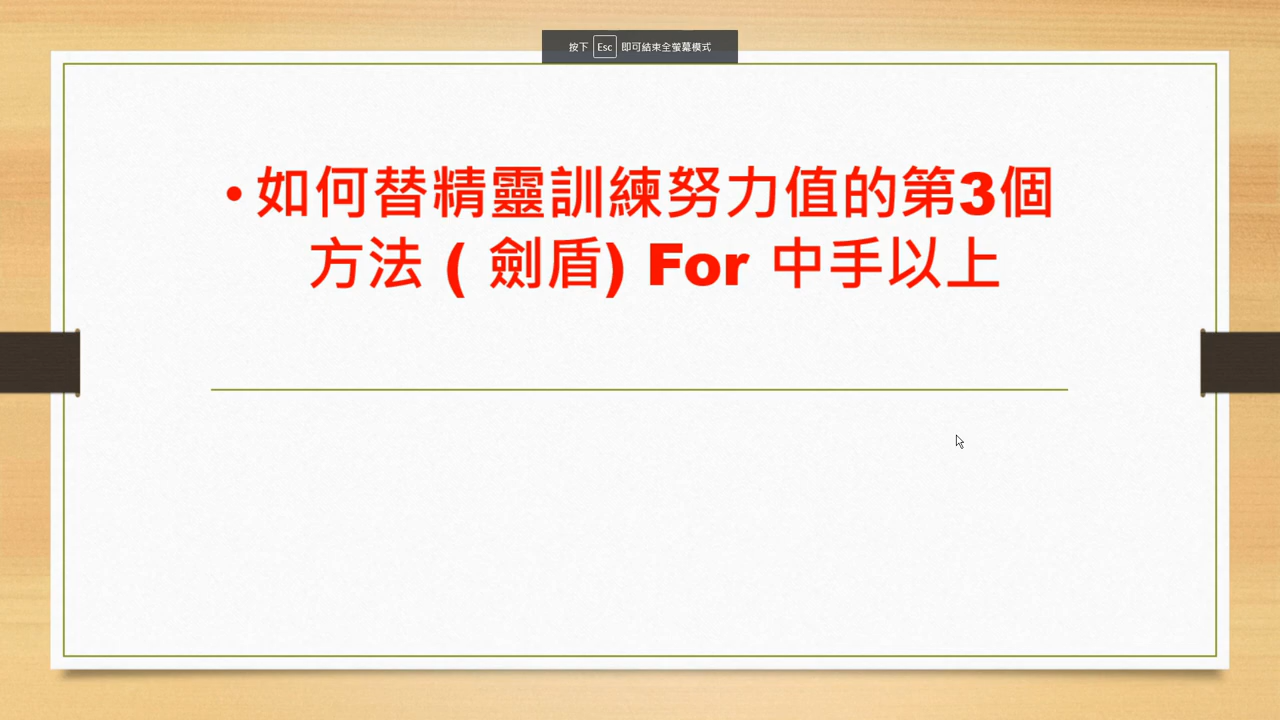 按下 Esc 即可結束全螢幕模式
• 如何替精靈訓練努力值的第3個
方法 ( 劍盾) For 中手以上